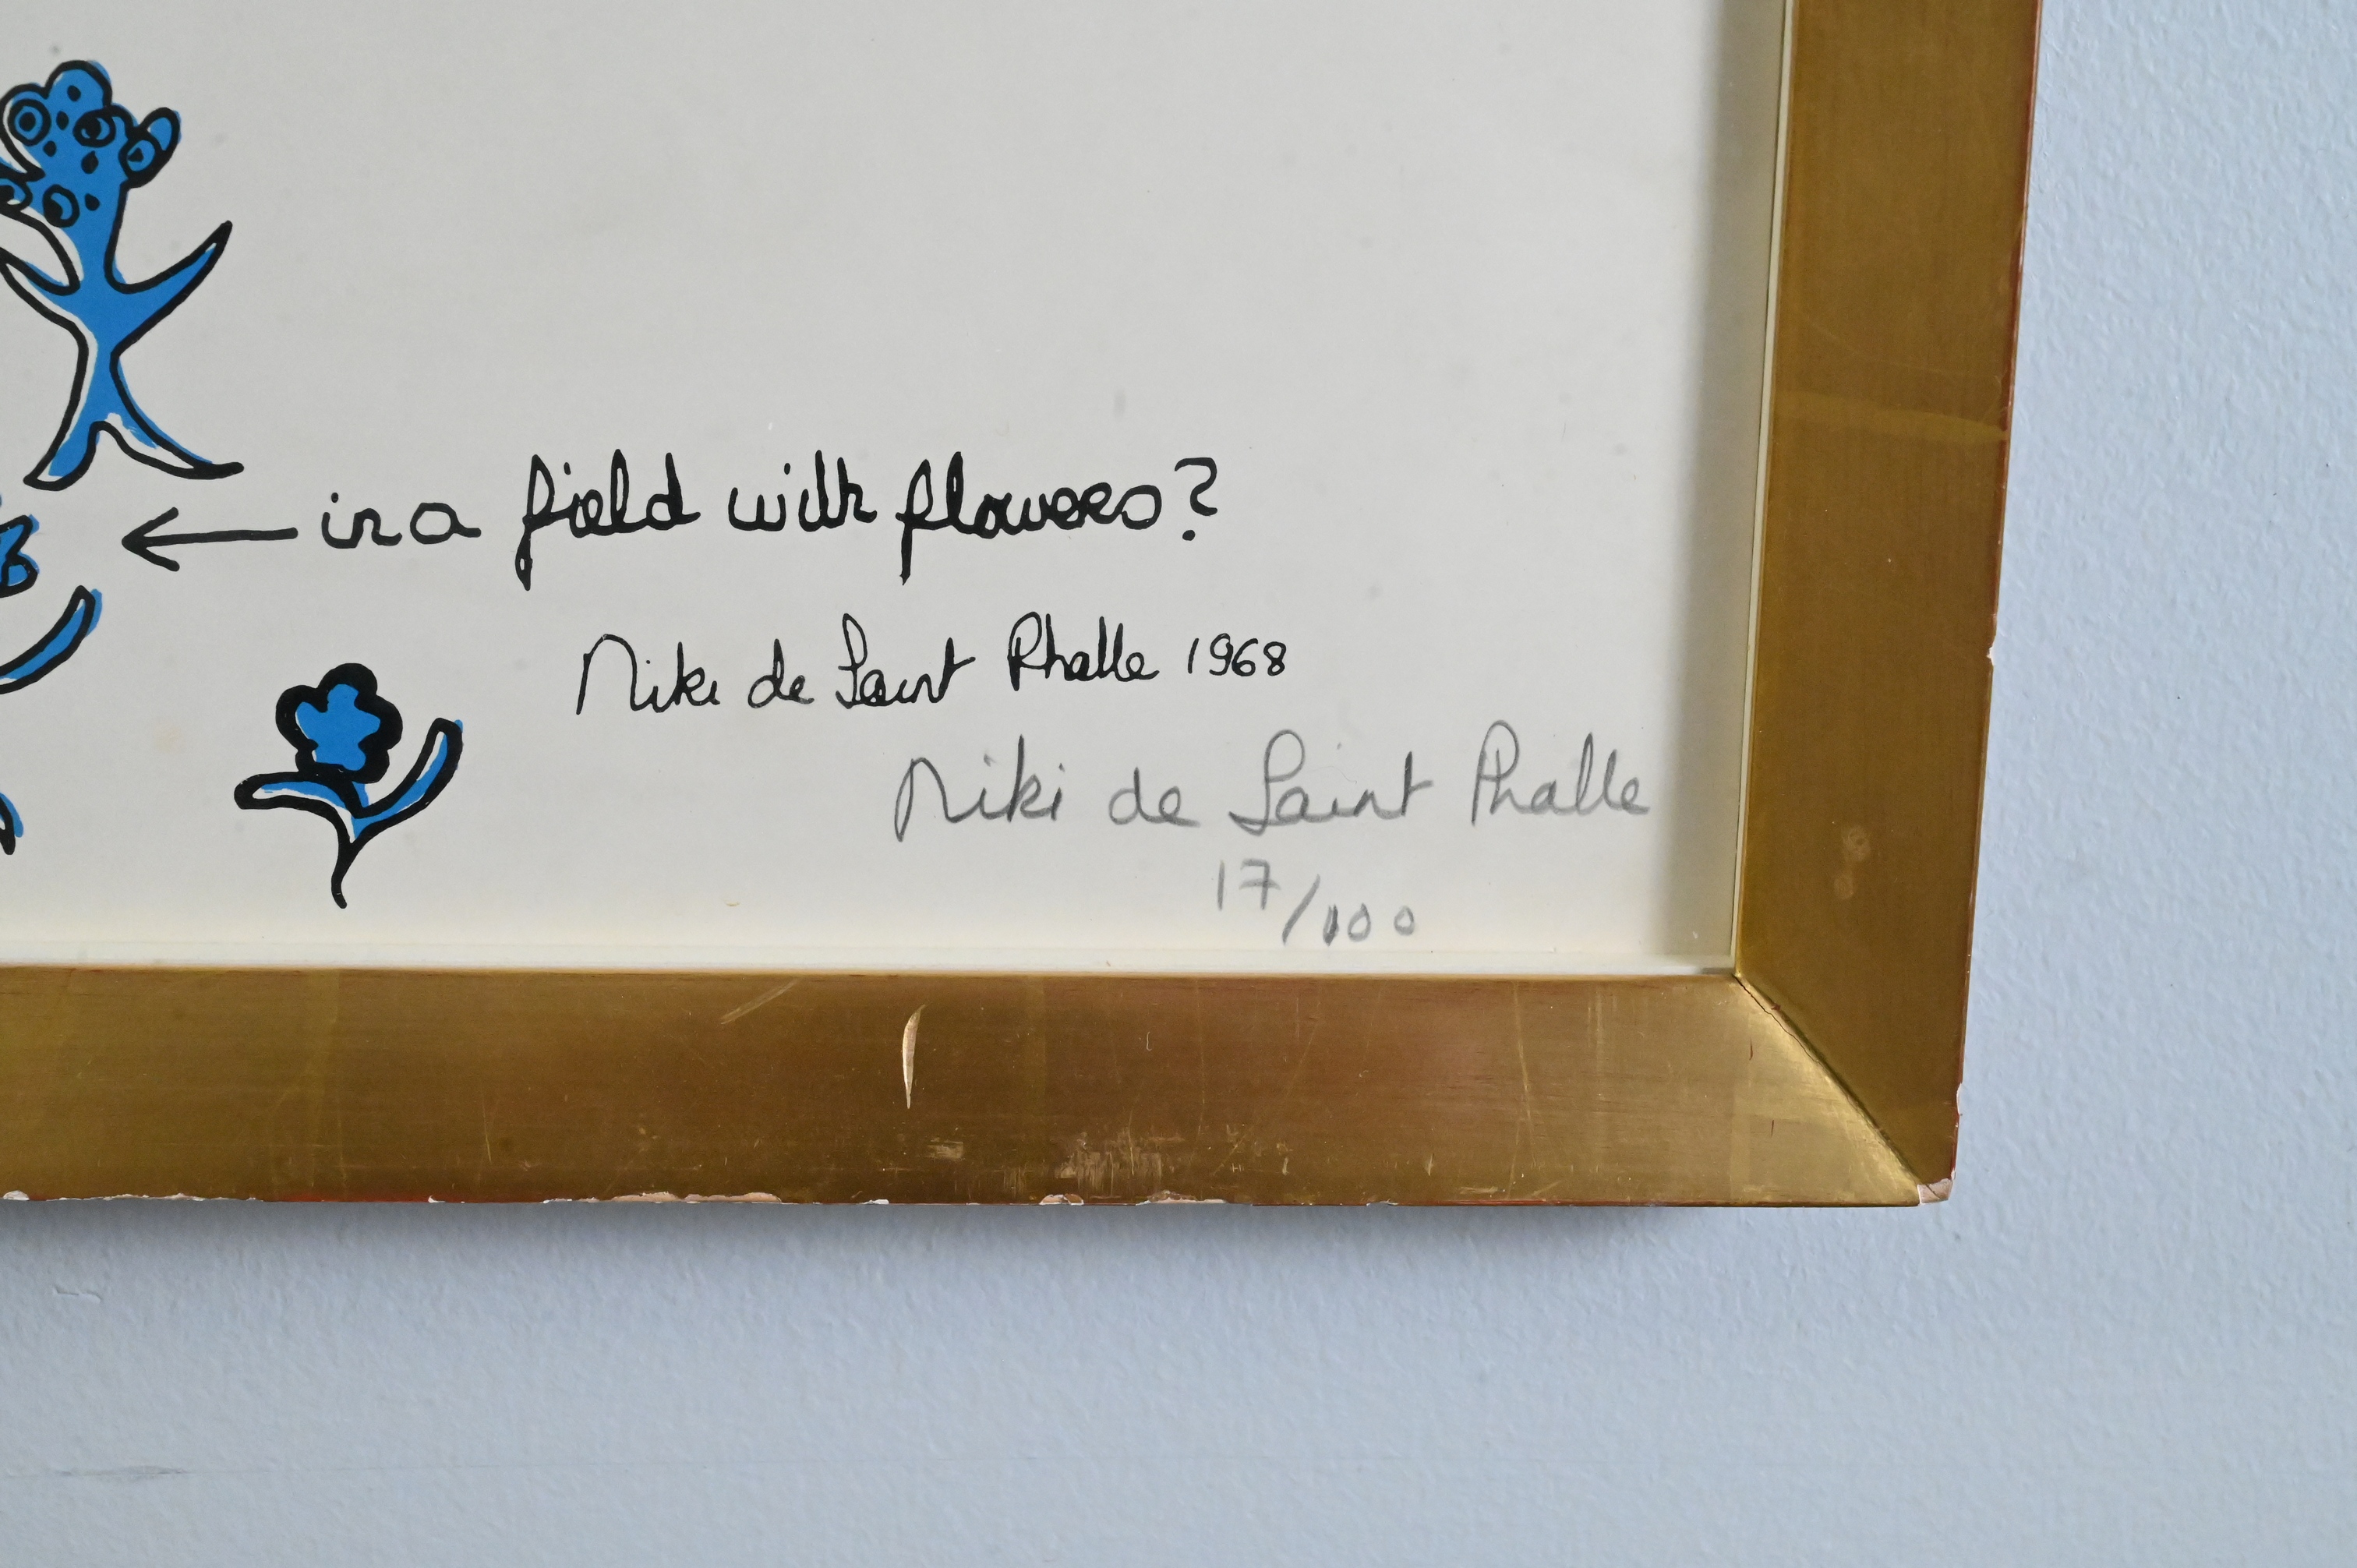 in a field with flowers?
Niki de Saint Phalle 1968
Niki de Saint Phalle
17/100